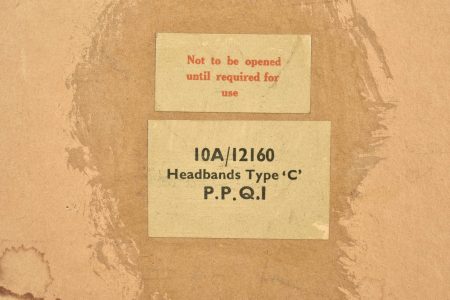 Not to be opened
until required for
use
10A/12160
Headbands Type ‘C’
P.P.Q.I